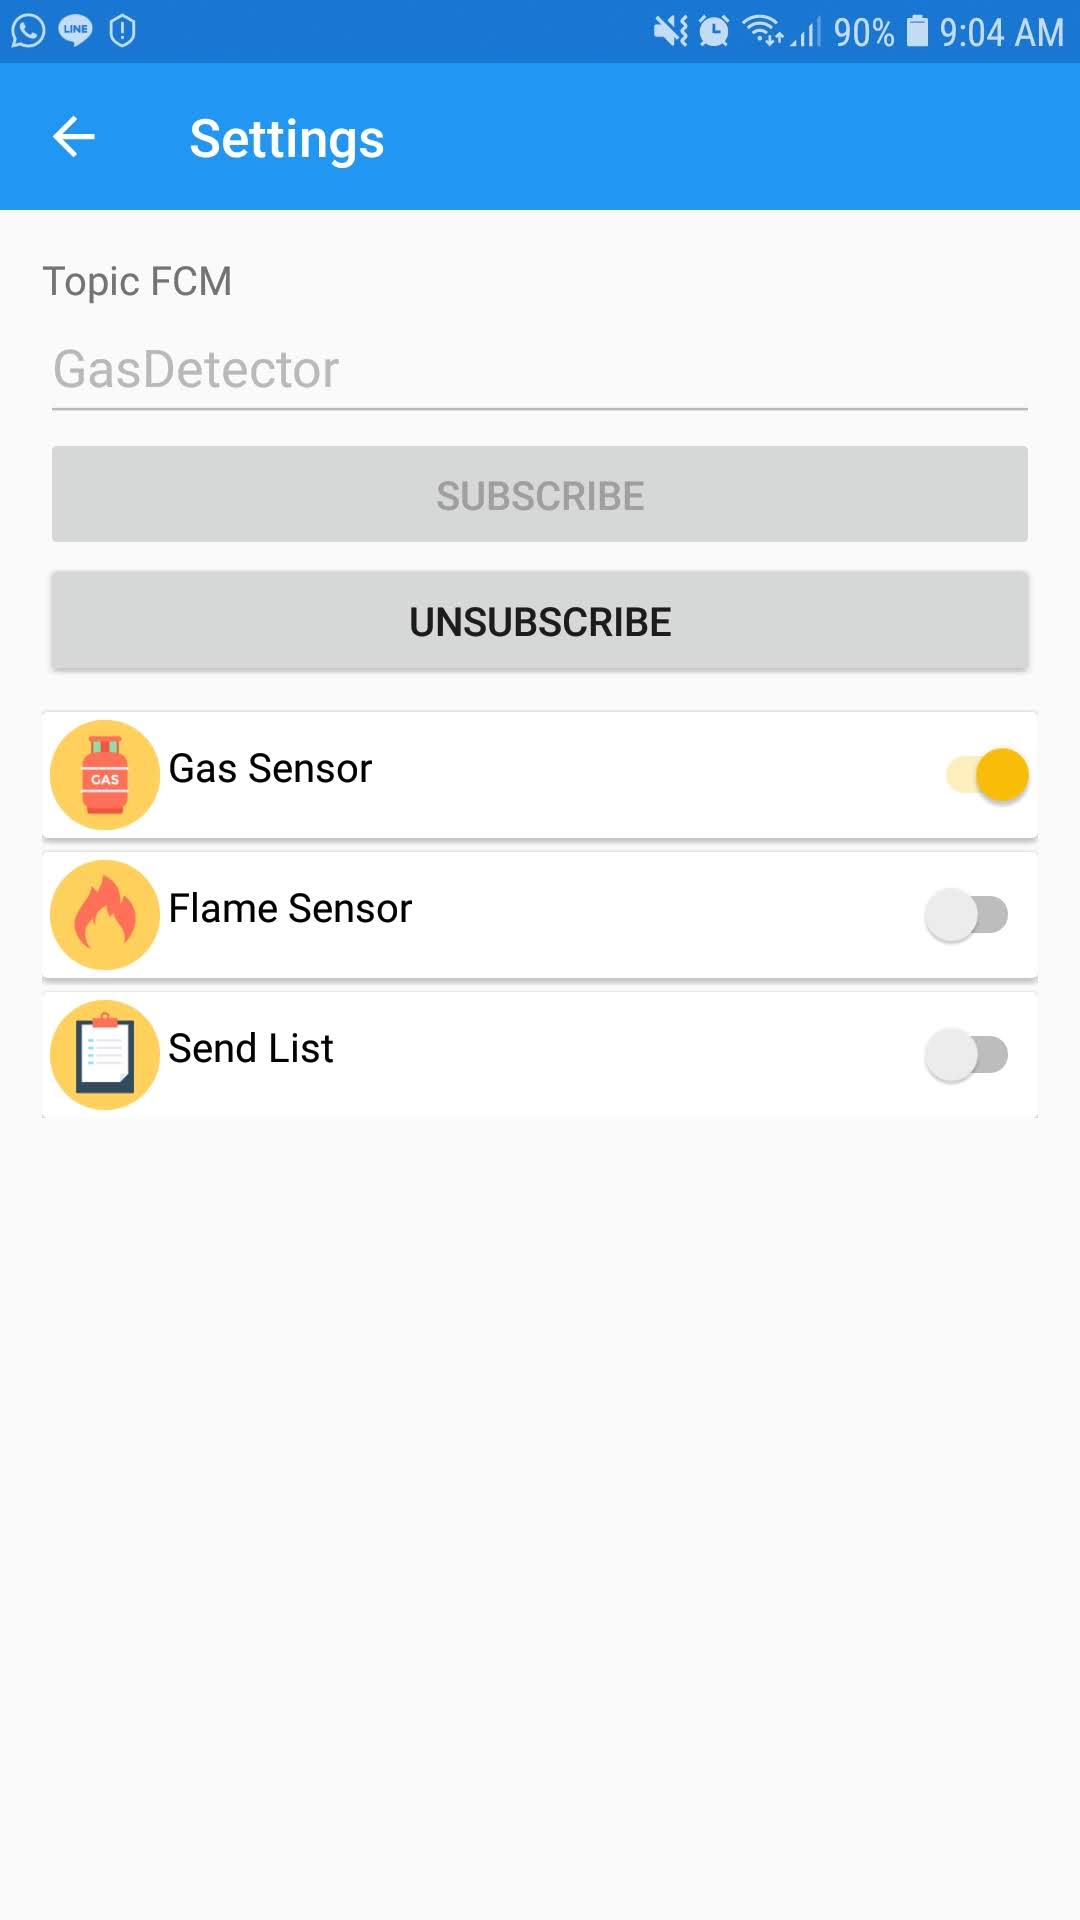 LINE 90% 9:04 AM
Settings
Topic FCM
GasDetector
SUBSCRIBE
UNSUBSCRIBE
GAS Gas Sensor
Flame Sensor
Send List